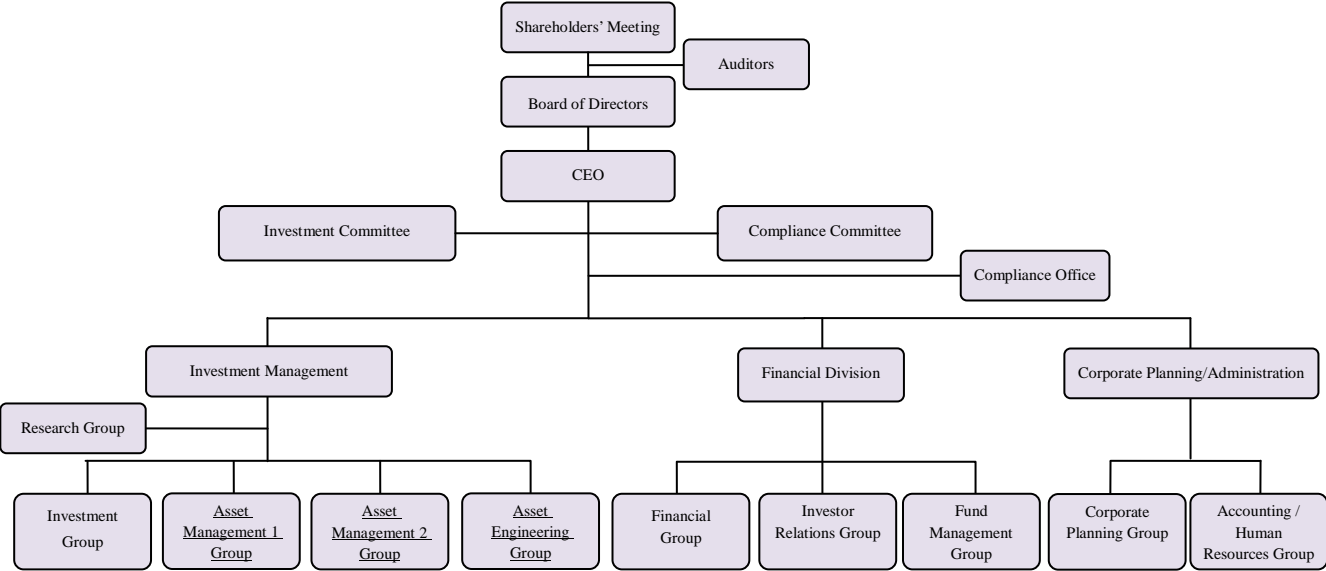 Shareholders’ Meeting
Auditors
Board of Directors
CEO
Investment Committee
Compliance Committee
Compliance Office
Investment Management
Financial Division
Corporate Planning/Administration
Research Group
Investment
Group
Asset
Management 1
Group
Asset
Management 2
Group
Asset
Engineering
Group
Financial
Group
Investor
Relations Group
Fund
Management
Group
Corporate
Planning Group
Accounting /
Human
Resources Group